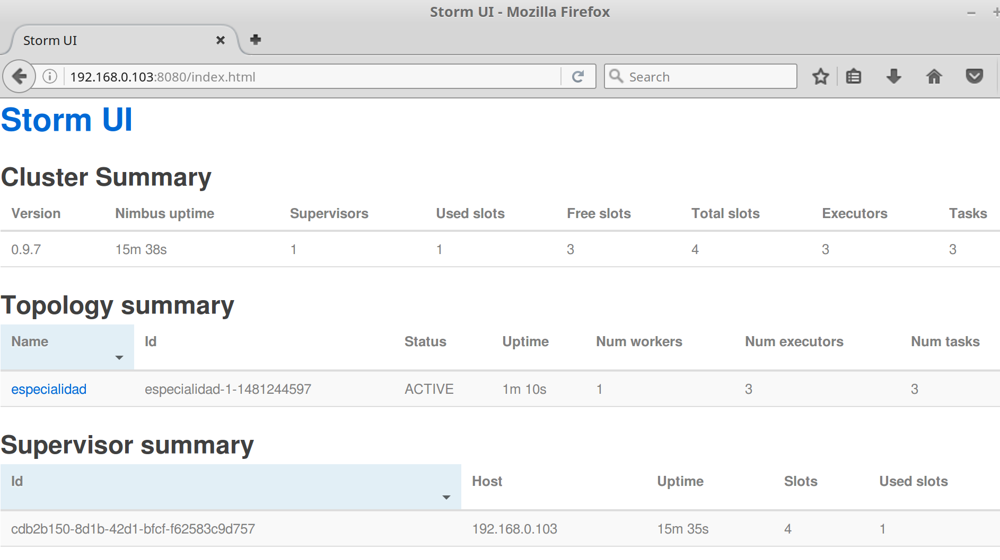 Storm UI - Mozilla Firefox
Storm UI
192.168.0.103:8080/index.html Search
Storm UI
Cluster Summary
Version Nimbus uptime Supervisors Used slots Free slots Total slots Executors Tasks
0.9.7 15m 38s 1 1 3 4 3 3
Topology summary
Name Id Status Uptime Num workers Num executors Num tasks
especialidad especialidad-1-1481244597 ACTIVE 1m 10s 1 3 3
Supervisor summary
Id Host Uptime Slots Used slots
cdb2b150-8d1b-42d1-bfcf-f62583c9d757 192.168.0.103 15m 35s 4 1